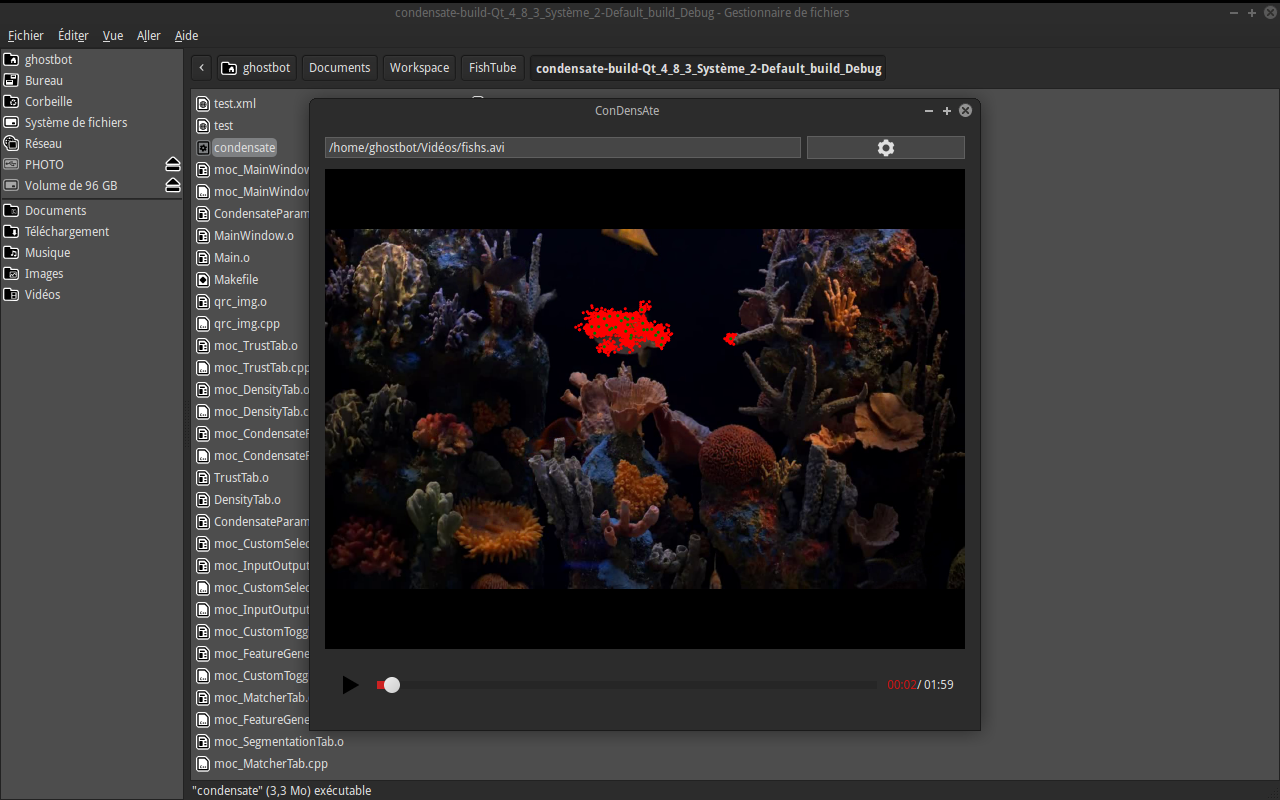 condensate-build-Qt_4_8_3_Système_2-Default_build_Debug - Gestionnaire de fichiers
Fichier Éditer Vue Aller Aide
ghostbot
Bureau
Corbeille
Système de fichiers
Réseau
PHOTO
Volume de 96 GB
Documents
Téléchargement
Musique
Images
Vidéos
ghostbot Documents Workspace FishTube condensate-build-Qt_4_8_3_Système_2-Default_build_Debug
test.xml
test
condensate
moc_MainWindow
moc_MainWindow
CondensateParam
MainWindow.o
Main.o
Makefile
qrc_img.o
qrc_img.cpp
moc_TrustTab.o
moc_TrustTab.cpp
moc_DensityTab.o
moc_DensityTab.c
moc_CondensateP
moc_CondensateP
TrustTab.o
DensityTab.o
CondensateParam
moc_CustomSelec
moc_InputOutput
moc_CustomSelec
moc_InputOutput
moc_CustomTogg
moc_FeatureGene
moc_CustomTogg
moc_MatcherTab.
moc_FeatureGene
moc_SegmentationTab.o
moc_MatcherTab.cpp
ConDensAte
/home/ghostbot/Vidéos/fishs.avi
00:02/ 01:59
"condensate" (3,3 Mo) exécutable